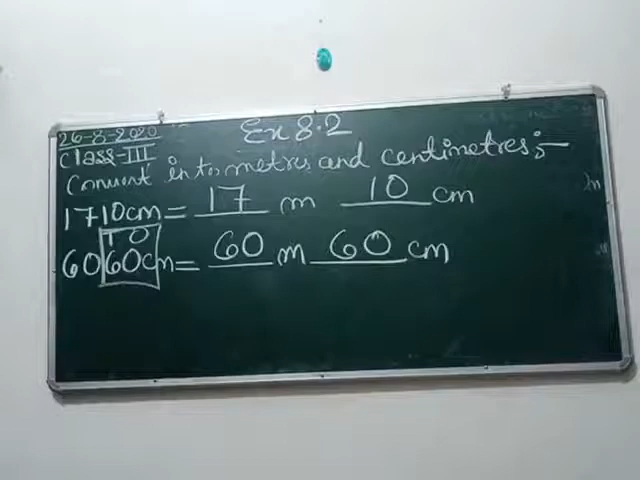 26-8-2020
Class-III
Ex 8.2
Convert into metres and centimetres:-
1710cm = 17 m 10 cm
T O
6060cm = 60 m 60 cm